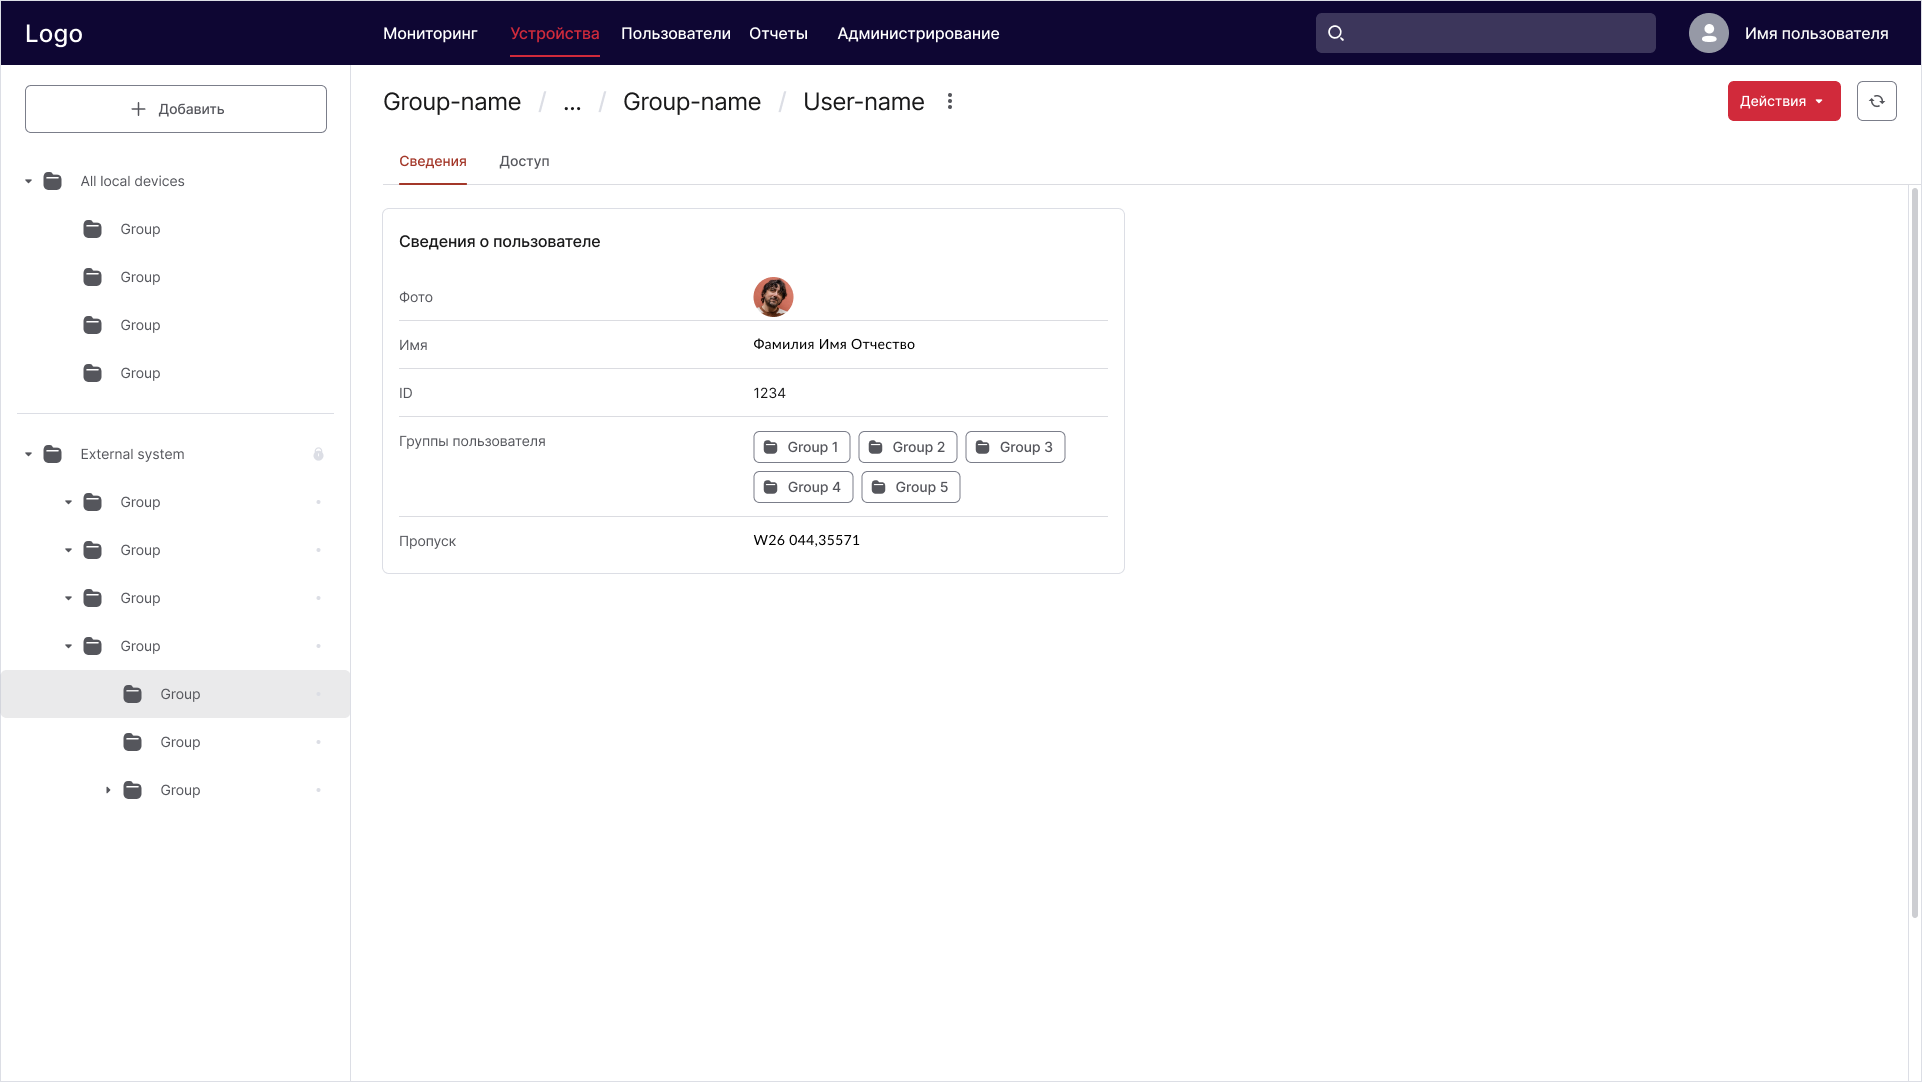 Logo
Мониторинг
Устройства
Пользователи
Отчеты
Администрирование
Имя пользователя
Добавить
All local devices
Group
Group
Group
Group
External system
Group
Group
Group
Group
Group
Group
Group
Group-name / ... / Group-name / User-name
Действия
Сведения
Доступ
Сведения о пользователе
Фото
Имя
Фамилия Имя Отчество
ID
1234
Группы пользователя
Group 1
Group 2
Group 3
Group 4
Group 5
Пропуск
W26 044,35571